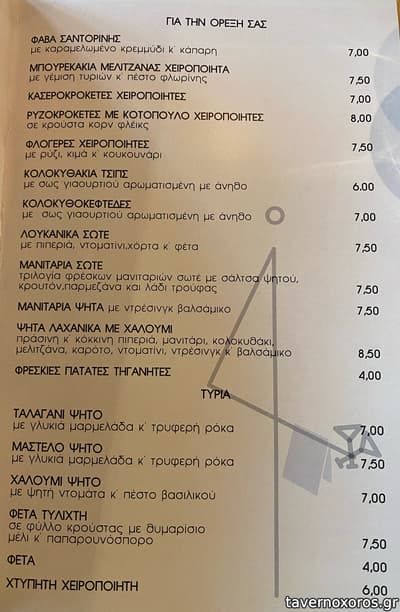 ΓΙΑ ΤΗΝ ΟΡΕΞΗ ΣΑΣ
ΦΑΒΑ ΣΑΝΤΟΡΙΝΗΣ
με καραμελωμένο κρεμμύδι κ΄ κάπαρη 7,00
ΜΠΟΥΡΕΚΑΚΙΑ ΜΕΛΙΤΖΑΝΑΣ ΧΕΙΡΟΠΟΙΗΤΑ
με γέμιση τυριών κ΄ πέστο φλωρίνης 7,50
ΚΑΣΕΡΟΚΡΟΚΕΤΕΣ ΧΕΙΡΟΠΟΙΗΤΕΣ 7,00
ΡΥΖΟΚΡΟΚΕΤΕΣ ΜΕ ΚΟΤΟΠΟΥΛΟ ΧΕΙΡΟΠΟΙΗΤΕΣ 8,00
σε κρούστα κορν φλέικς
ΦΛΟΓΕΡΕΣ ΧΕΙΡΟΠΟΙΗΤΕΣ 7,50
με ρύζι, κιμά κ΄ κουκουνάρι
ΚΟΛΟΚΥΘΑΚΙΑ ΤΣΙΠΣ
με σως γιαουρτιού αρωματισμένη με άνηθο 6.00
ΚΟΛΟΚΥΘΟΚΕΦΤΕΔΕΣ
με σως γιαουρτιού αρωματισμένη με άνηθο 7,00
ΛΟΥΚΑΝΙΚΑ ΣΩΤΕ
με πιπεριά, ντοματίνι,χόρτα κ΄ φέτα 7,50
ΜΑΝΙΤΑΡΙΑ ΣΩΤΕ
τριλογία φρέσκων μανιταριών σωτέ με σάλτσα ψητού,
κρουτόν,παρμεζάνα και λάδι τρούφας 7,50
ΜΑΝΙΤΑΡΙΑ ΨΗΤΑ με ντρέσινγκ βαλσάμικο 7,50
ΨΗΤΑ ΛΑΧΑΝΙΚΑ ΜΕ ΧΑΛΟΥΜΙ
πράσινη κ΄ κόκκινη πιπεριά, μανιτάρι, κολοκυθάκι,
μελιτζάνα, καρότο, ντοματίνι, ντρέσινγκ κ΄ βαλσάμικο 8,50
ΦΡΕΣΚΙΕΣ ΠΑΤΑΤΕΣ ΤΗΓΑΝΗΤΕΣ 4,00
ΤΥΡΙΑ
ΤΑΛΑΓΑΝΙ ΨΗΤΟ
με γλυκιά μαρμελάδα κ΄ τρυφερή ρόκα 7,00
ΜΑΣΤΕΛΟ ΨΗΤΟ
με γλυκιά μαρμελάδα κ΄ τρυφερή ρόκα 7,50
ΧΑΛΟΥΜΙ ΨΗΤΟ
με ψητή ντομάτα κ΄ πέστο βασιλικού 7,00
ΦΕΤΑ ΤΥΛΙΧΤΗ
σε φύλλο κρούστας με θυμαρίσιο
μέλι κ΄ παπαρουνόσπορο 7,50
ΦΕΤΑ 4,00
ΧΤΥΠΗΤΗ ΧΕΙΡΟΠΟΙΗΤΗ 6,00
tavernoxoros.gr